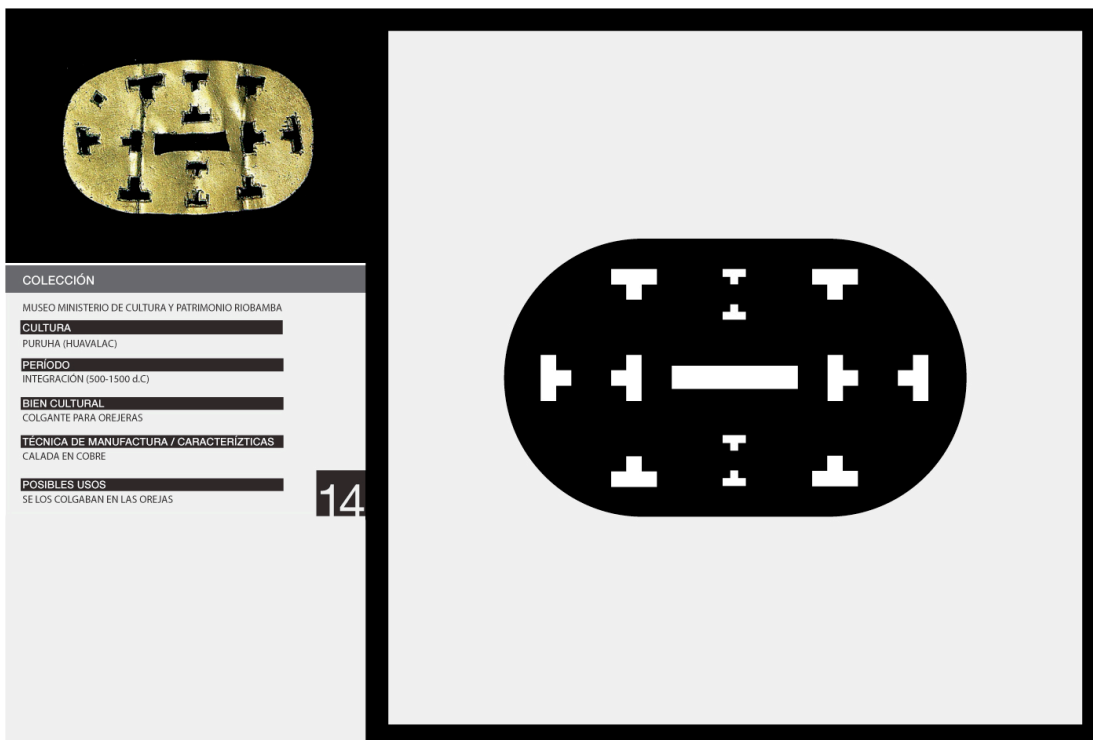 COLECCIÓN
MUSEO MINISTERIO DE CULTURA Y PATRIMONIO RIOBAMBA
CULTURA
PURUHA (HUAVALAC)
PERÍODO
INTEGRACIÓN (500-1500 d.C)
BIEN CULTURAL
COLGANTE PARA OREJERAS
TÉCNICA DE MANUFACTURA / CARACTERÍZTICAS
CALADA EN COBRE
POSIBLES USOS
SE LOS COLGABAN EN LAS OREJAS
14